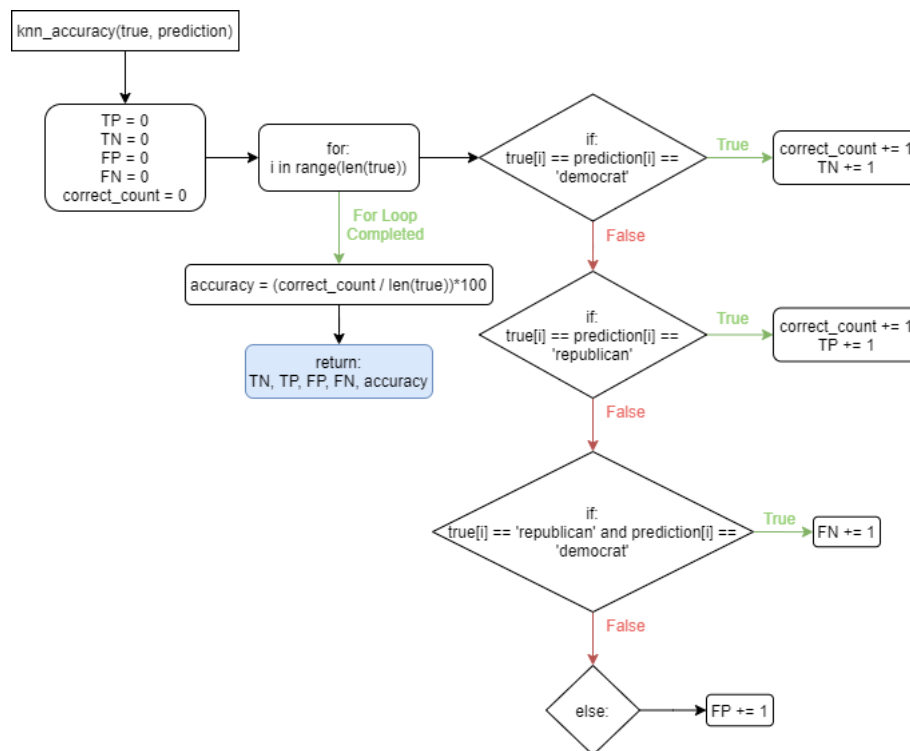 knn_accuracy(true, prediction)
TP = 0
TN = 0
FP = 0
FN = 0
correct_count = 0
for:
i in range(len(true))
if:
true[i] == prediction[i] ==
'democrat'
True
correct_count += 1
TN += 1
For Loop
Completed
False
accuracy = (correct_count / len(true))*100
if:
true[i] == prediction[i] ==
'republican'
True
correct_count += 1
TP += 1
return:
TN, TP, FP, FN, accuracy
False
if:
true[i] == 'republican' and prediction[i] ==
'democrat'
True
FN += 1
False
else:
FP += 1